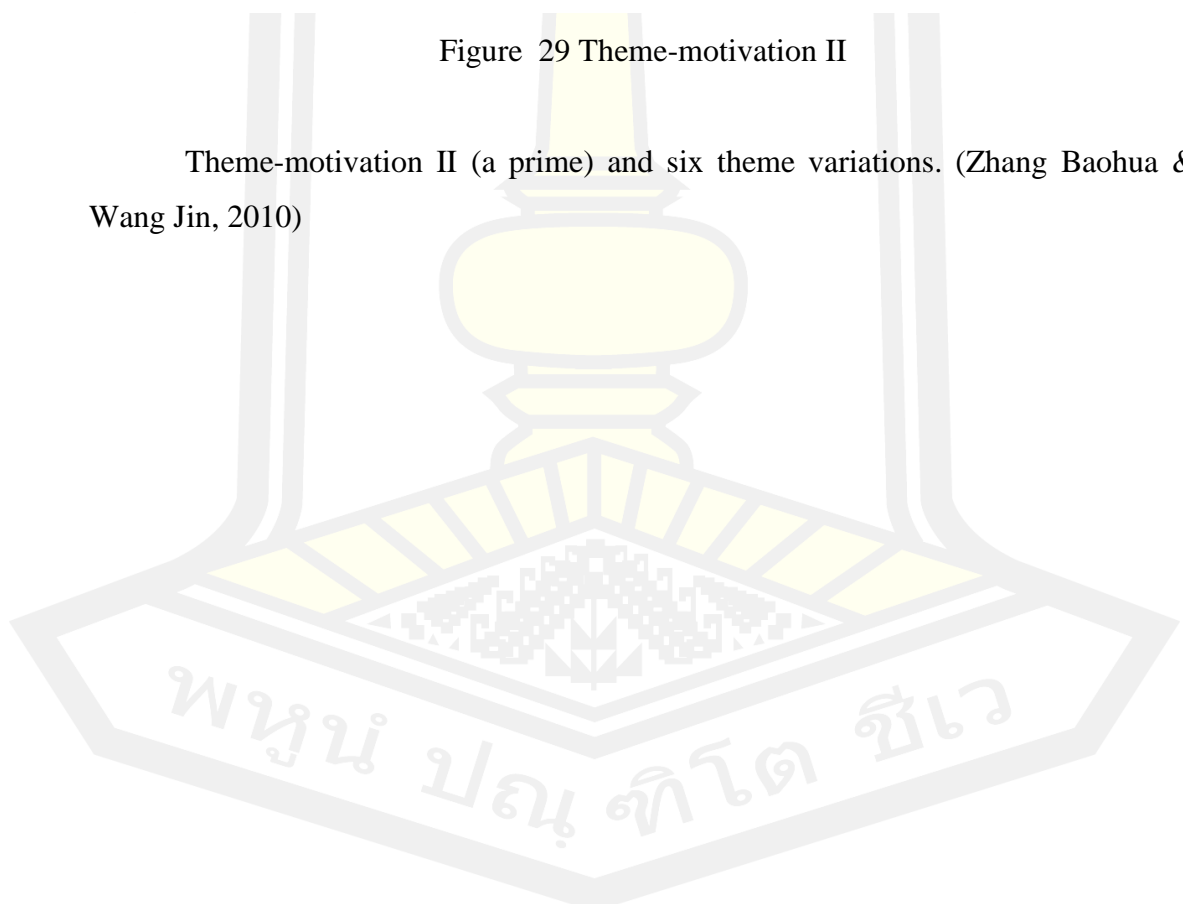 Figure 29 Theme-motivation II
Theme-motivation II (a prime) and six theme variations. (Zhang Baohua &
Wang Jin, 2010)
พหูนํ ปณฺฑิโต ชีเว